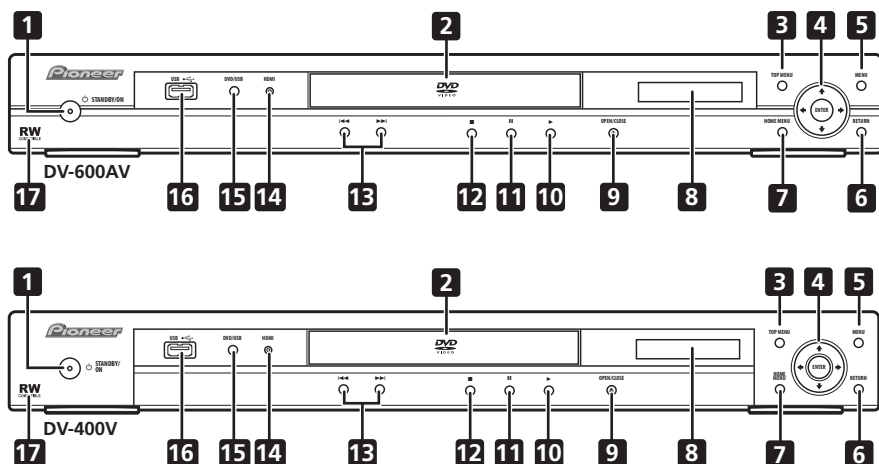 1 2 3 4 5
Pioneer USB DVD/USB HDMI DVD VIDEO TOP MENU MENU
STANDBY/ON ENTER
RW COMPATIBLE OPEN/CLOSE HOME MENU RETURN
DV-600AV
17 16 15 14 13 12 11 10 9 8 7 6
1 2 3 4 5
Pioneer USB DVD/USB HDMI DVD VIDEO TOP MENU MENU
STANDBY/
ON ENTER
RW COMPATIBLE OPEN/CLOSE HOME
MENU RETURN
DV-400V
17 16 15 14 13 12 11 10 9 8 7 6